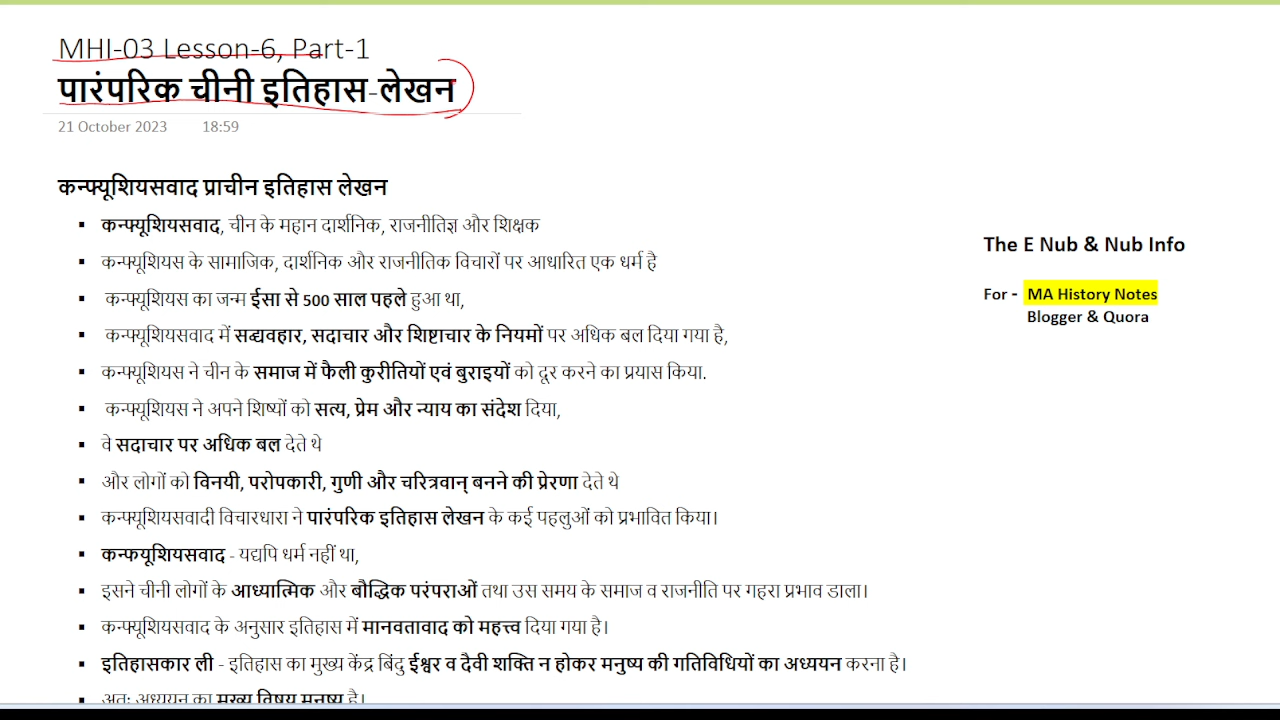 MHI-03 Lesson-6, Part-1
पारंपरिक चीनी इतिहास-लेखन
21 October 2023 18:59
कन्फ्यूशियसवाद प्राचीन इतिहास लेखन
▪ कन्फ्यूशियसवाद, चीन के महान दार्शनिक, राजनीतिज्ञ और शिक्षक
▪ कन्फ्यूशियस के सामाजिक, दार्शनिक और राजनीतिक विचारों पर आधारित एक धर्म है
▪ कन्फ्यूशियस का जन्म ईसा से 500 साल पहले हुआ था,
▪ कन्फ्यूशियसवाद में सद्व्यवहार, सदाचार और शिष्टाचार के नियमों पर अधिक बल दिया गया है,
▪ कन्फ्यूशियस ने चीन के समाज में फैली कुरीतियों एवं बुराइयों को दूर करने का प्रयास किया.
▪ कन्फ्यूशियस ने अपने शिष्यों को सत्य, प्रेम और न्याय का संदेश दिया,
▪ वे सदाचार पर अधिक बल देते थे
▪ और लोगों को विनयी, परोपकारी, गुणी और चरित्रवान् बनने की प्रेरणा देते थे
▪ कन्फ्यूशियसवादी विचारधारा ने पारंपरिक इतिहास लेखन के कई पहलुओं को प्रभावित किया।
▪ कन्फयूशियसवाद - यद्यपि धर्म नहीं था,
▪ इसने चीनी लोगों के आध्यात्मिक और बौद्धिक परंपराओं तथा उस समय के समाज व राजनीति पर गहरा प्रभाव डाला।
▪ कन्फ्यूशियसवाद के अनुसार इतिहास में मानवतावाद को महत्त्व दिया गया है।
▪ इतिहासकार ली - इतिहास का मुख्य केंद्र बिंदु ईश्वर व दैवी शक्ति न होकर मनुष्य की गतिविधियों का अध्ययन करना है।
▪ अतः अध्ययन का मुख्य विषय मनुष्य है।
The E Nub & Nub Info
For - MA History Notes
Blogger & Quora